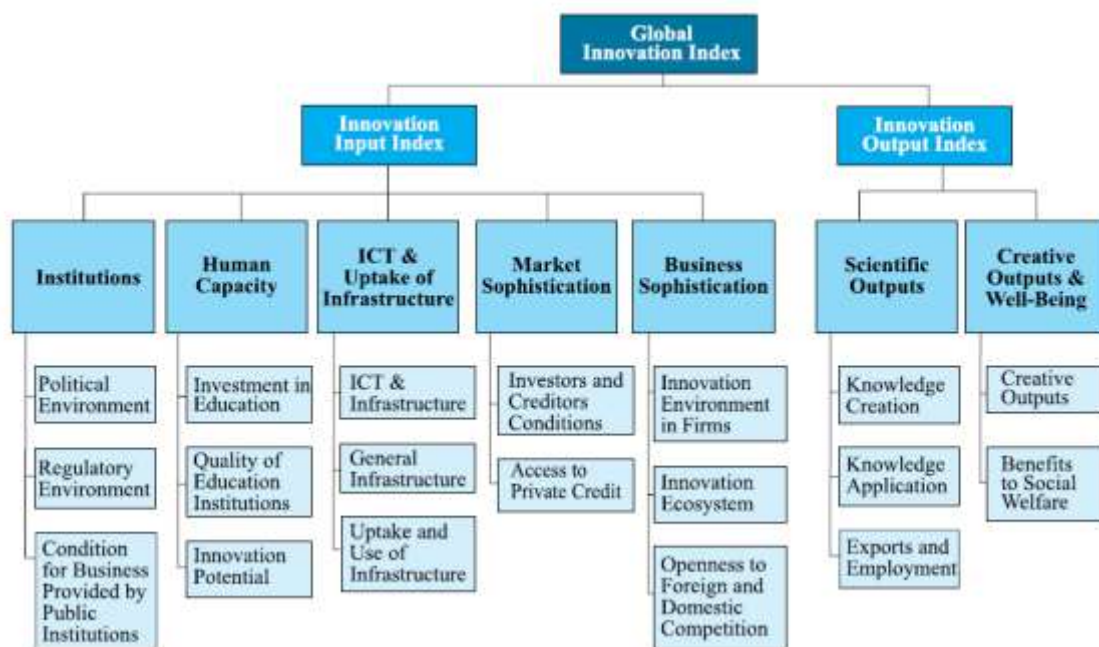 Global
Innovation Index
Innovation
Input Index
Innovation
Output Index
Institutions
Human
Capacity
ICT &
Uptake of
Infrastructure
Market
Sophistication
Business
Sophistication
Scientific
Outputs
Creative
Outputs &
Well-Being
Political
Environment
Regulatory
Environment
Condition
for Business
Provided by
Public
Institutions
Investment in
Education
Quality of
Education
Institutions
Innovation
Potential
ICT &
Infrastructure
General
Infrastructure
Uptake and
Use of
Infrastructure
Investors and
Creditors
Conditions
Access to
Private Credit
Innovation
Environment
in Firms
Innovation
Ecosystem
Openness to
Foreign and
Domestic
Competition
Knowledge
Creation
Knowledge
Application
Exports and
Employment
Creative
Outputs
Benefits
to Social
Welfare